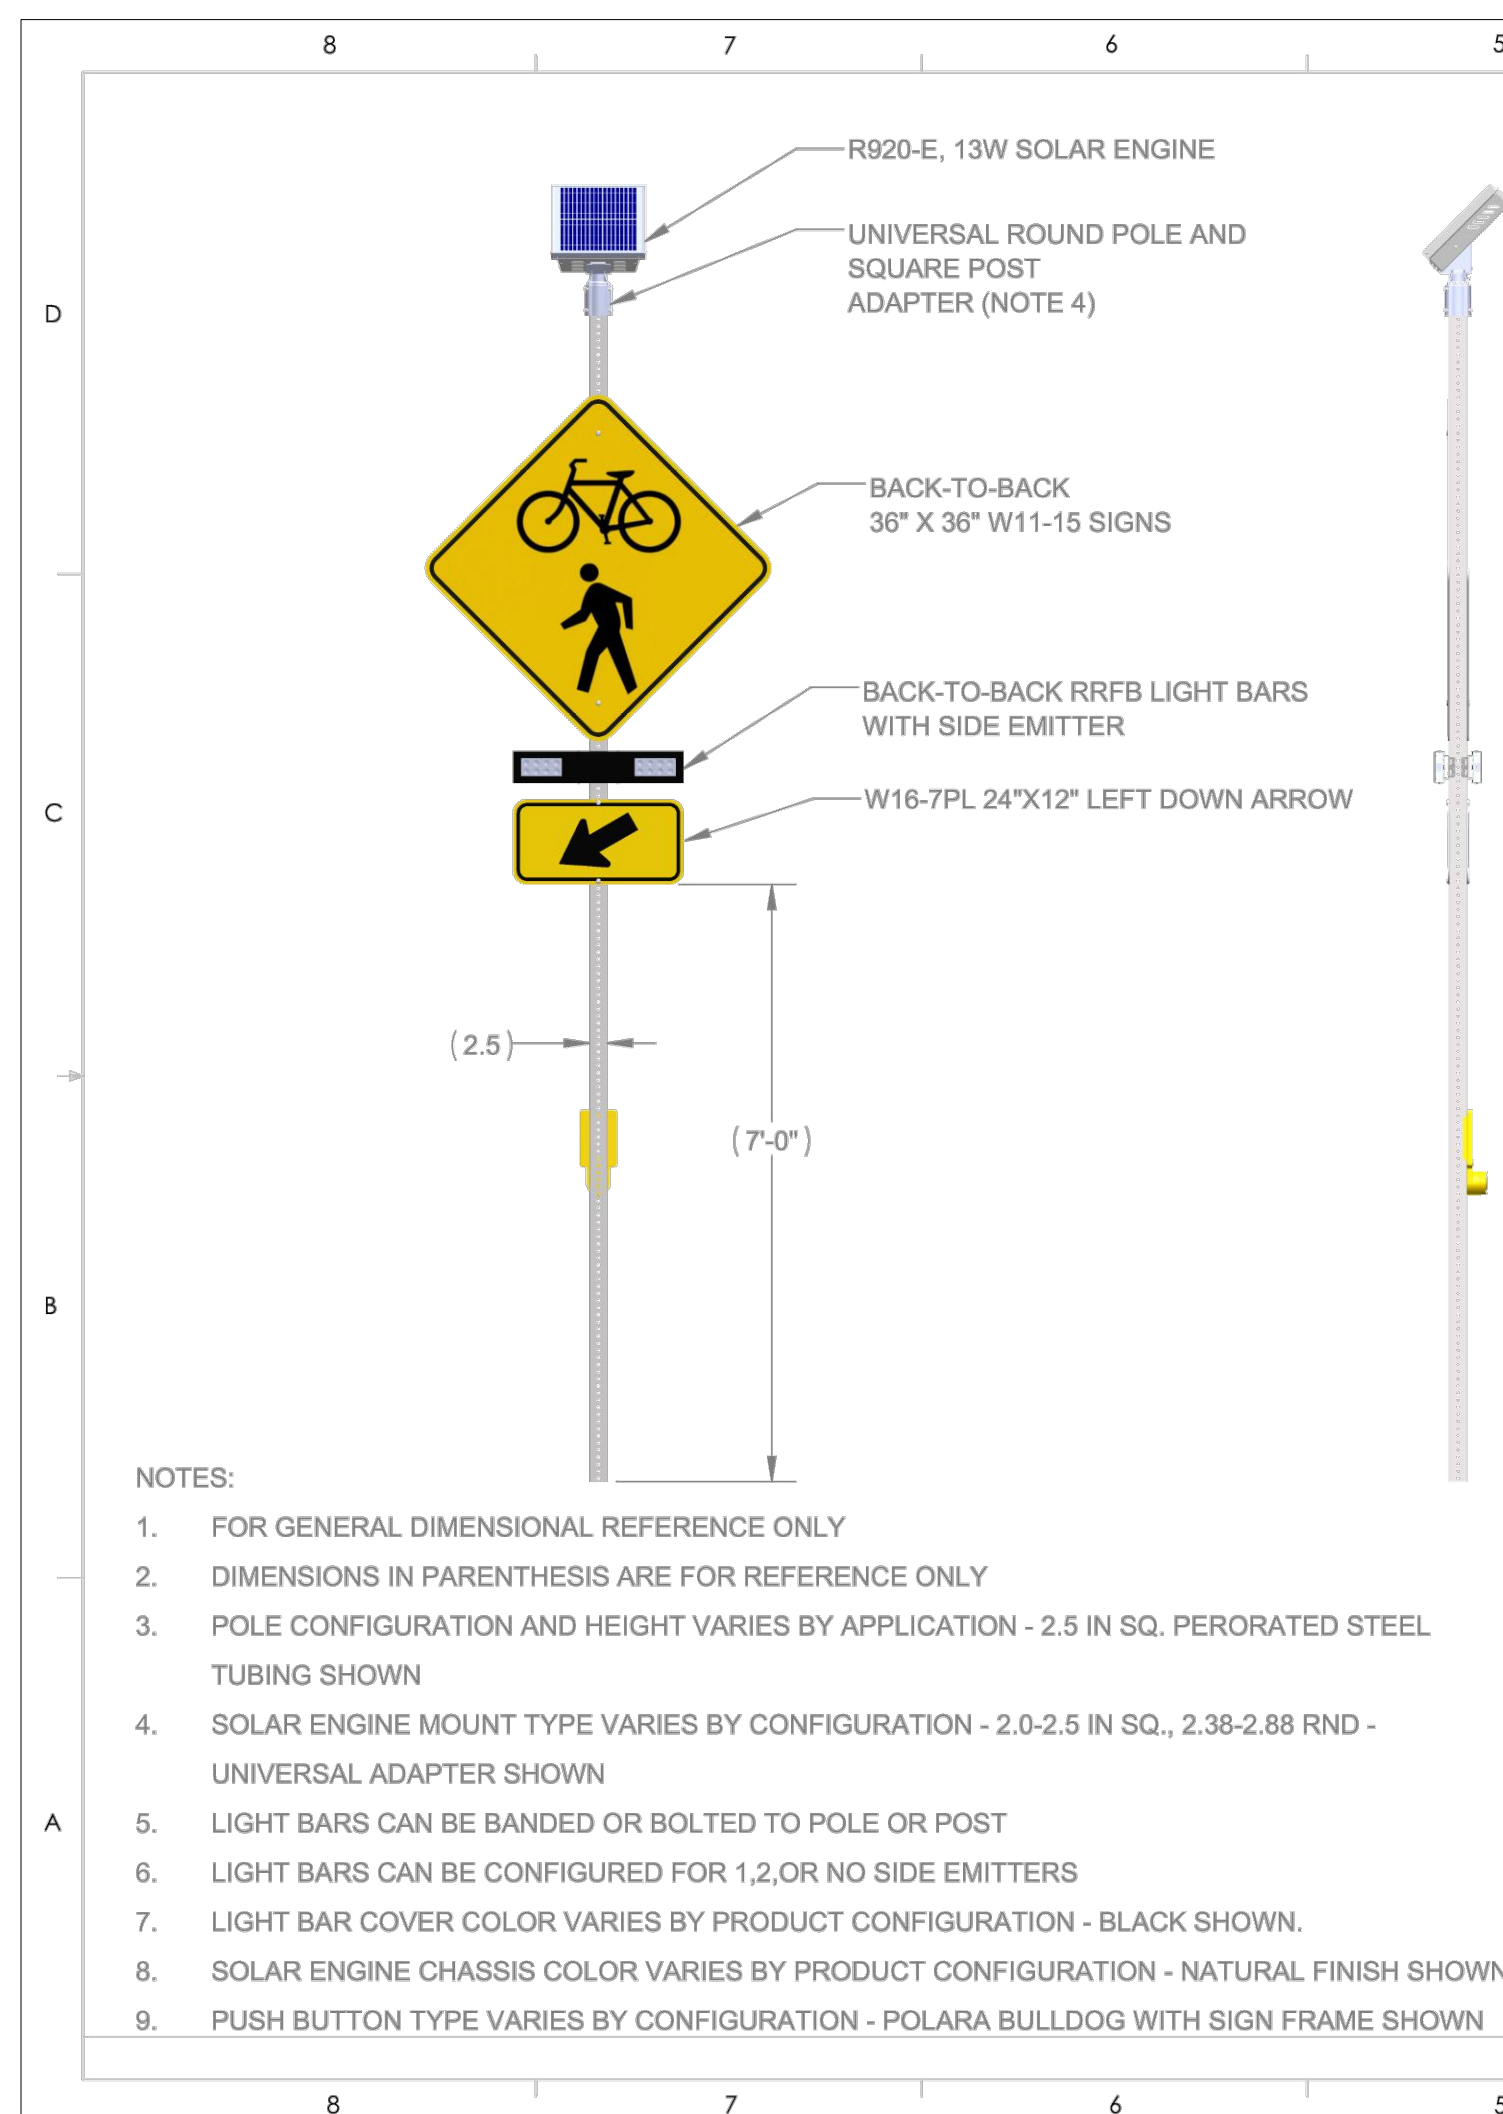 8 7 6 5
R920-E, 13W SOLAR ENGINE
UNIVERSAL ROUND POLE AND
SQUARE POST
ADAPTER (NOTE 4)
D
BACK-TO-BACK
36" X 36" W11-15 SIGNS
BACK-TO-BACK RRFB LIGHT BARS
WITH SIDE EMITTER
W16-7PL 24"X12" LEFT DOWN ARROW
C
(2.5)
(7'-0")
B
NOTES:
1. FOR GENERAL DIMENSIONAL REFERENCE ONLY
2. DIMENSIONS IN PARENTHESIS ARE FOR REFERENCE ONLY
3. POLE CONFIGURATION AND HEIGHT VARIES BY APPLICATION - 2.5 IN SQ. PERORATED STEEL
TUBING SHOWN
4. SOLAR ENGINE MOUNT TYPE VARIES BY CONFIGURATION - 2.0-2.5 IN SQ., 2.38-2.88 RND -
UNIVERSAL ADAPTER SHOWN
A
5. LIGHT BARS CAN BE BANDED OR BOLTED TO POLE OR POST
6. LIGHT BARS CAN BE CONFIGURED FOR 1,2,OR NO SIDE EMITTERS
7. LIGHT BAR COVER COLOR VARIES BY PRODUCT CONFIGURATION - BLACK SHOWN.
8. SOLAR ENGINE CHASSIS COLOR VARIES BY PRODUCT CONFIGURATION - NATURAL FINISH SHOWN
9. PUSH BUTTON TYPE VARIES BY CONFIGURATION - POLARA BULLDOG WITH SIGN FRAME SHOWN
8 7 6 5